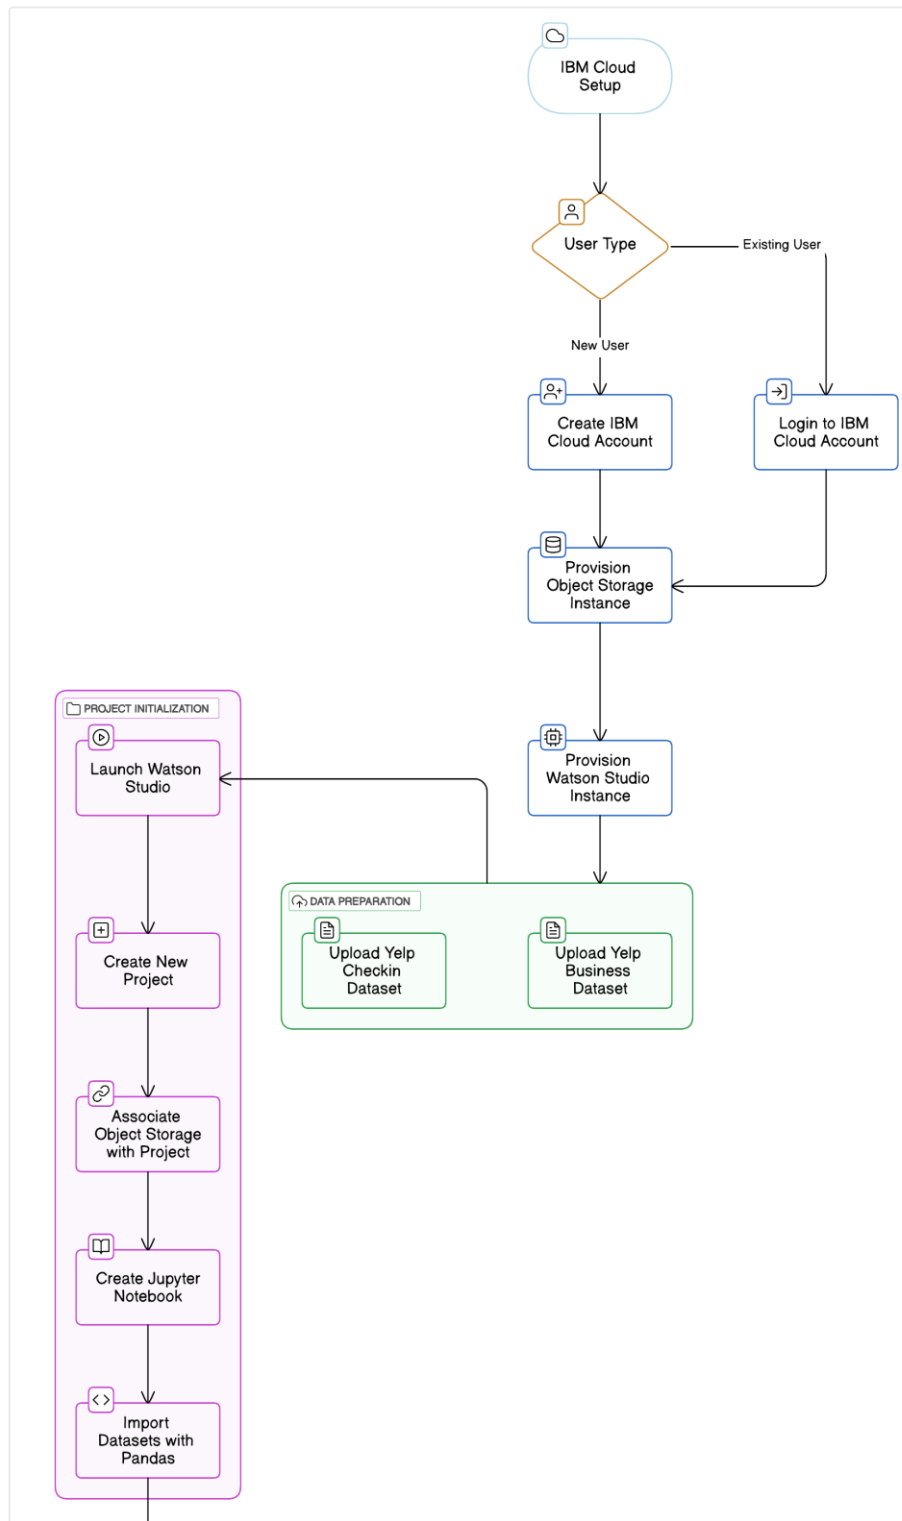 IBM Cloud
Setup
User Type
Existing User
New User
Create IBM
Cloud Account
Login to IBM
Cloud Account
Provision
Object Storage
Instance
Provision
Watson Studio
Instance
DATA PREPARATION
Upload Yelp
Checkin
Dataset
Upload Yelp
Business
Dataset
PROJECT INITIALIZATION
Launch Watson
Studio
Create New
Project
Associate
Object Storage
with Project
Create Jupyter
Notebook
Import
Datasets with
Pandas